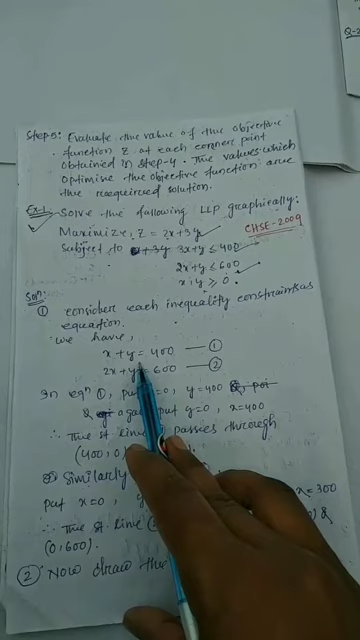 Q-2
Step 5: Evaluate the value of the objective
function Z at each corner point
obtained in step-4. The values which
optimise the objective function are
the required solution.
Ex-1 Solve the following LLP graphically:
Maximize, Z = 2x+3y CHSE-2009
Subject to 3x+y ≤ 400
2x+y ≤ 600
x, y ≥ 0.
Soln:
① consider each inequality constraints as
equation.
we have,
x+y = 400 —— ①
2x+y = 600 —— ②
In eqn ①, put =0, y=400
& again put y=0, x=400
∴ The st. line passes through
(400, 0)
Similarly
put x=0, x=300
∴ The st. line &
(0, 600).
② Now draw the